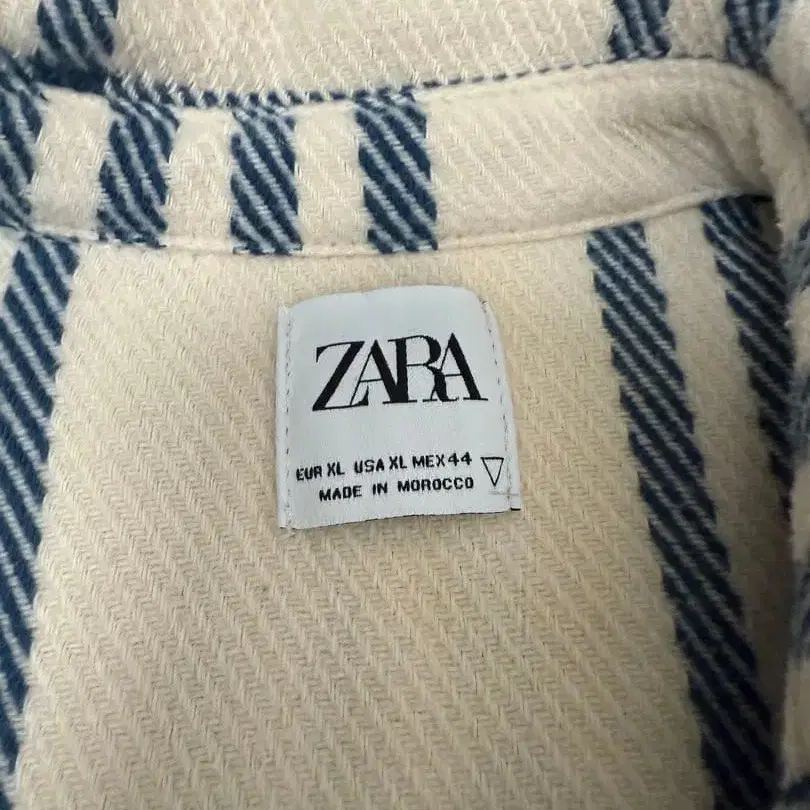 ZARA
EUR XL USA XL MEX 44
MADE IN MOROCCO